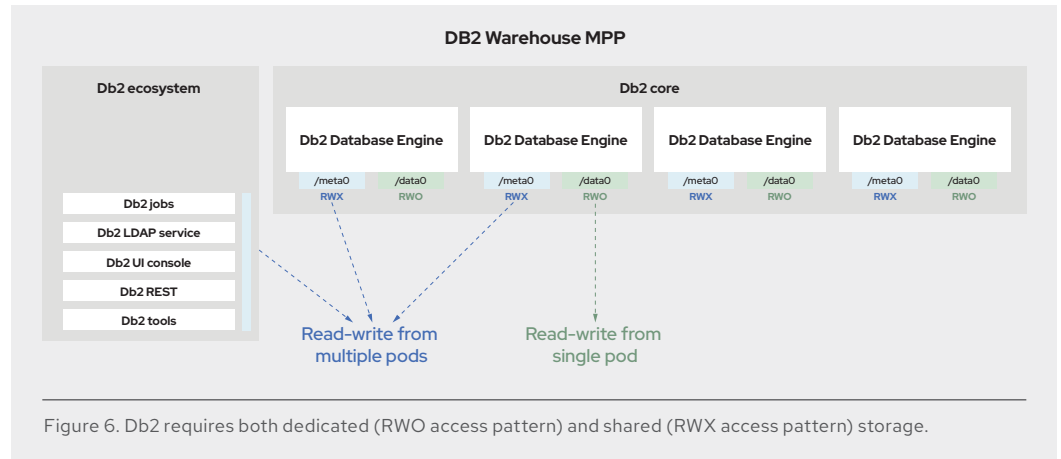 DB2 Warehouse MPP
Db2 ecosystem
Db2 jobs
Db2 LDAP service
Db2 UI console
Db2 REST
Db2 tools
Db2 core
Db2 Database Engine
/meta0
/data0
RWX
RWO
Db2 Database Engine
/meta0
/data0
RWX
RWO
Db2 Database Engine
/meta0
/data0
RWX
RWO
Db2 Database Engine
/meta0
/data0
RWX
RWO
Read-write from
multiple pods
Read-write from
single pod
Figure 6. Db2 requires both dedicated (RWO access pattern) and shared (RWX access pattern) storage.